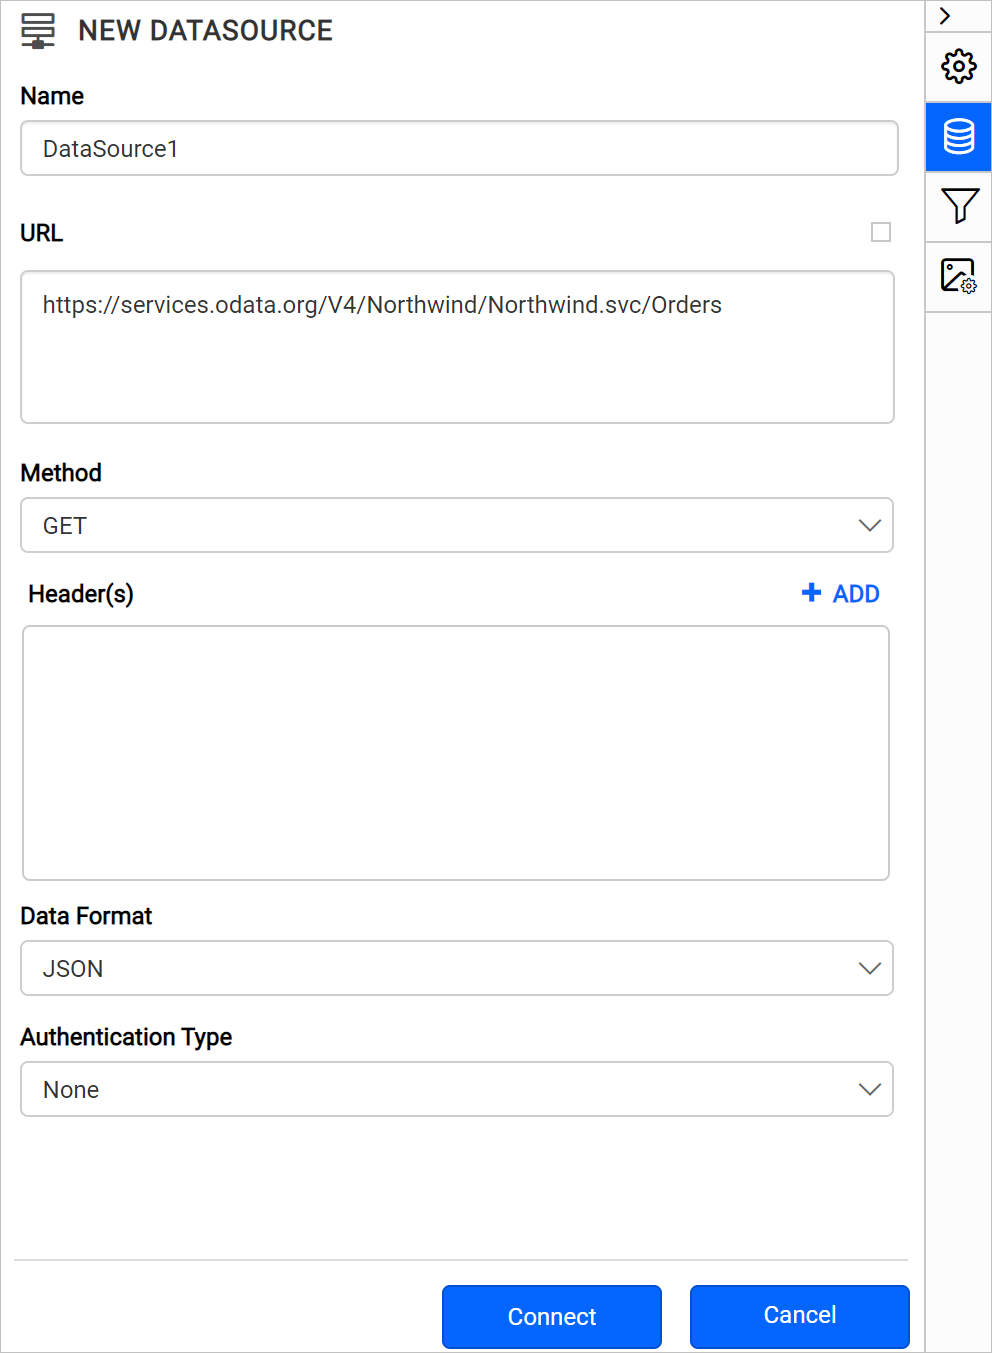 NEW DATASOURCE
Name
DataSource1
URL
https://services.odata.org/V4/Northwind/Northwind.svc/Orders
Method
GET
Header(s)
ADD
Data Format
JSON
Authentication Type
None
Connect
Cancel